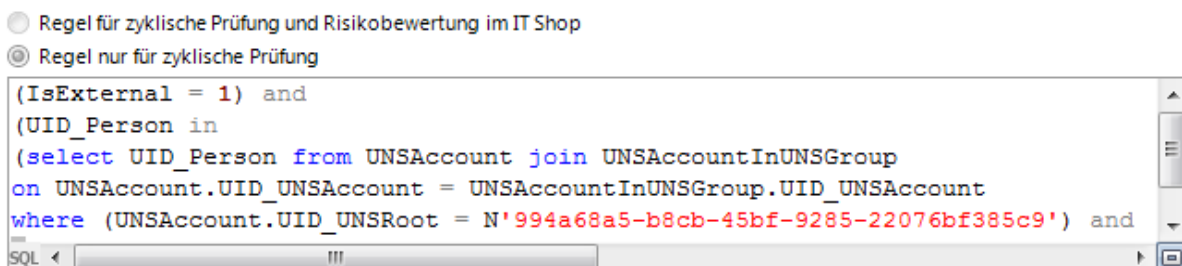 Regel für zyklische Prüfung und Risikobewertung im IT Shop
Regel nur für zyklische Prüfung
(IsExternal = 1) and
(UID_Person in
(select UID_Person from UNSAccount join UNSAccountInUNSGroup
on UNSAccount.UID_UNSAccount = UNSAccountInUNSGroup.UID_UNSAccount
where (UNSAccount.UID_UNSRoot = N'994a68a5-b8cb-45bf-9285-22076bf385c9') and
SQL